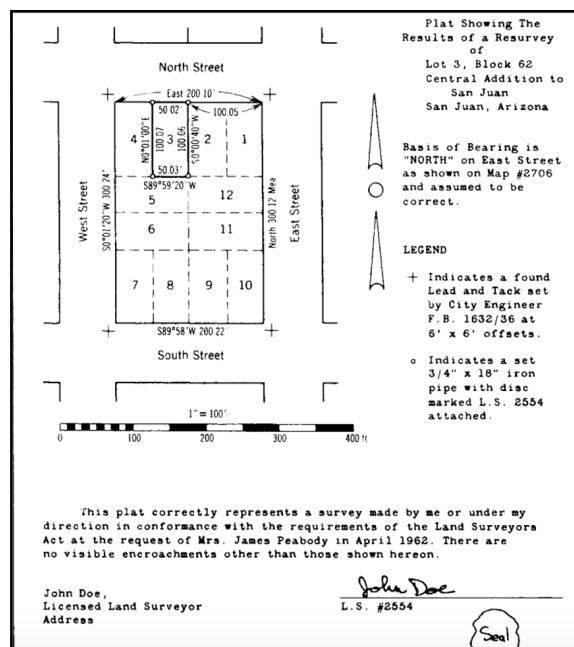 Plat Showing The
Results of a Resurvey
of
Lot 3, Block 62
Central Addition to
San Juan
San Juan, Arizona
Basis of Bearing is
"NORTH" on East Street
as shown on Map #2706
and assumed to be
correct.
LEGEND
+ Indicates a found
Lead and Tack set
by City Engineer
F.B. 1632/36 at
6' x 6' offsets.
o Indicates a set
3/4" x 18" iron
pipe with disc
marked L.S. 2554
attached.
North Street
East 200 10'
50 02'
100.05
4
N0°01'00"E
100.07
3
100.06
S0°00'40"W
2
1
50.03'
S89°59'20"W
5
12
6
11
7
8
9
10
West Street
S0°01'20"W 300 24'
North 300 12 Mea
East Street
S89°58'W 200 22'
South Street
1" = 100'
0 100 200 300 400 ft
This plat correctly represents a survey made by me or under my
direction in conformance with the requirements of the Land Surveyors
Act at the request of Mrs. James Peabody in April 1962. There are
no visible encroachments other than those shown hereon.
John Doe,
Licensed Land Surveyor
Address
John Doe
L.S. #2554
Seal